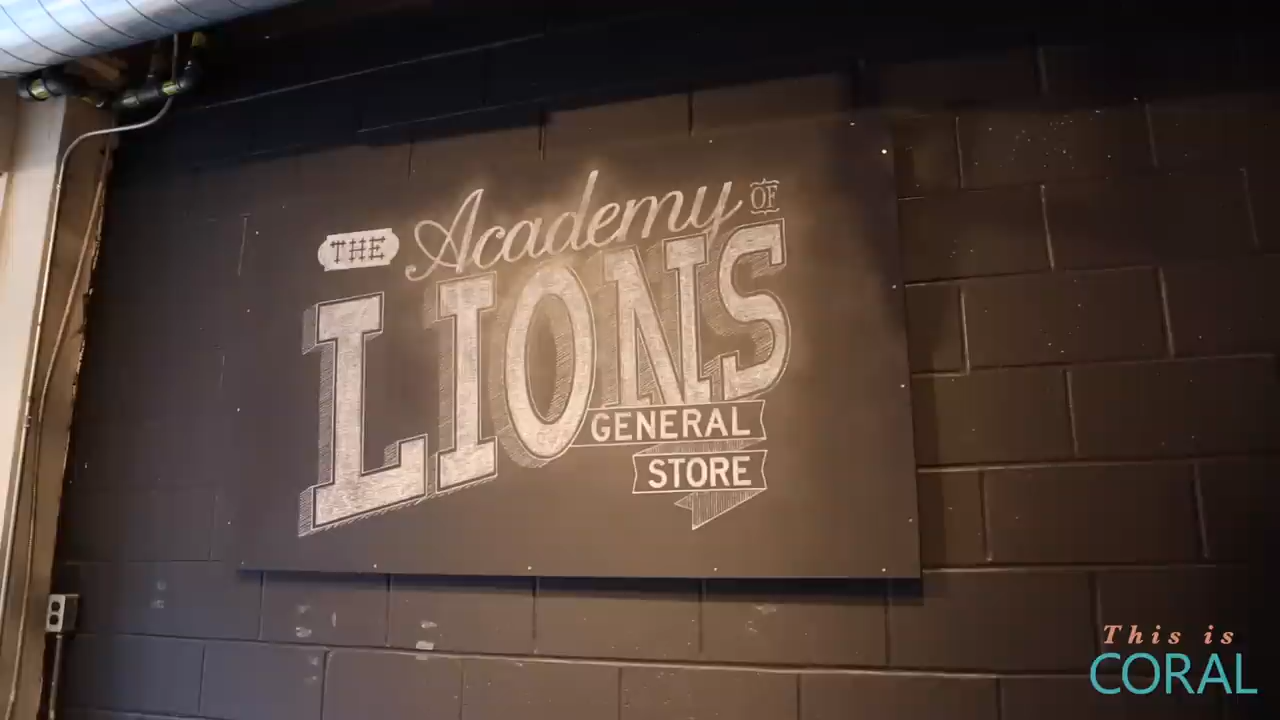 THE Academy OF
LIONS
GENERAL
STORE
This is
CORAL